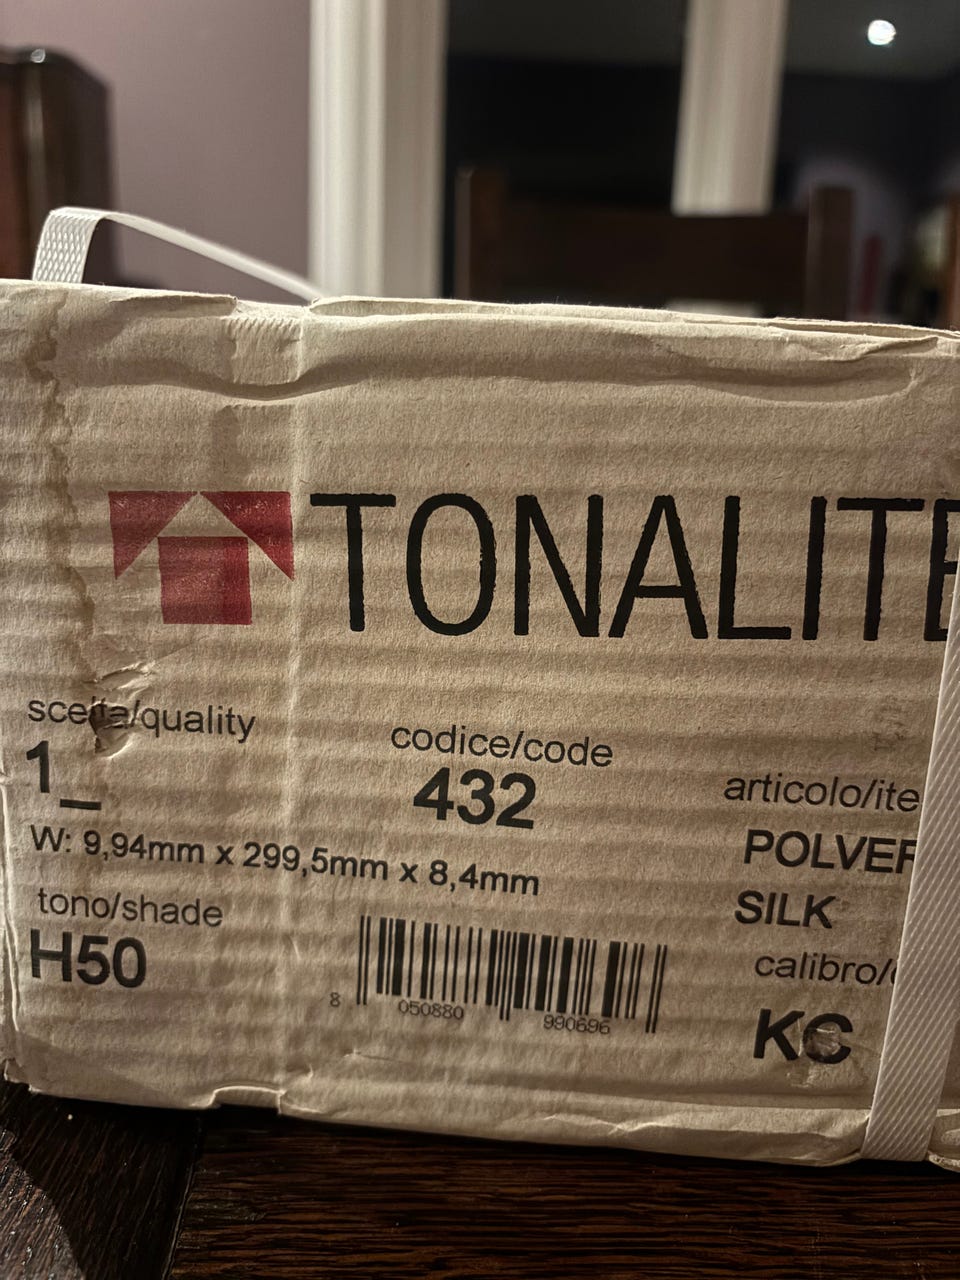 TONALITE
scelta/quality
1_
codice/code
432
articolo/ite
POLVER
SILK
W: 9,94mm x 299,5mm x 8,4mm
tono/shade
H50
calibro/
KC
8 050880 990696